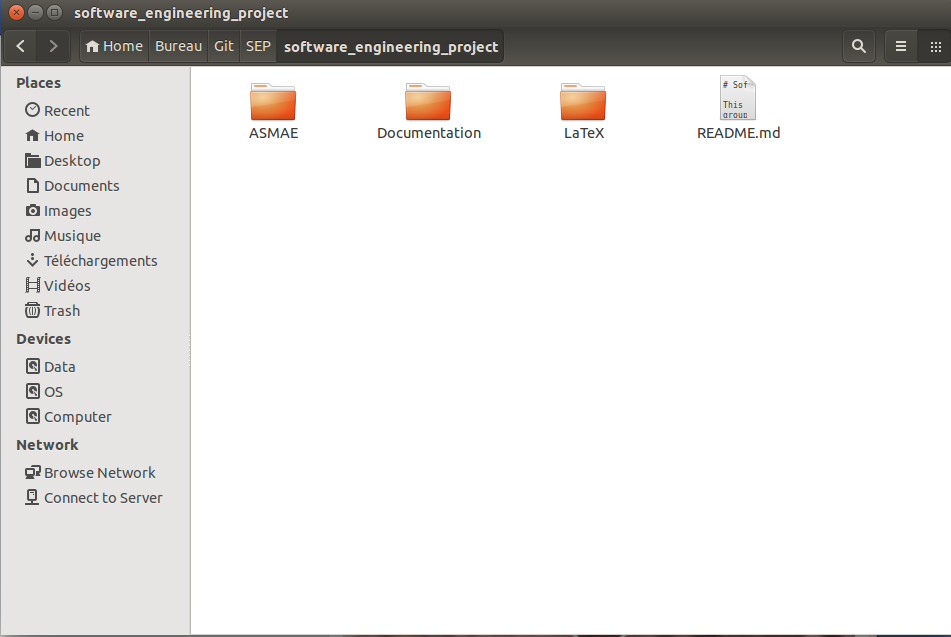 software_engineering_project
Home Bureau Git SEP software_engineering_project
Places
Recent
Home
Desktop
Documents
Images
Musique
Téléchargements
Vidéos
Trash
Devices
Data
OS
Computer
Network
Browse Network
Connect to Server
ASMAE Documentation LaTeX README.md
# Sof
This
group